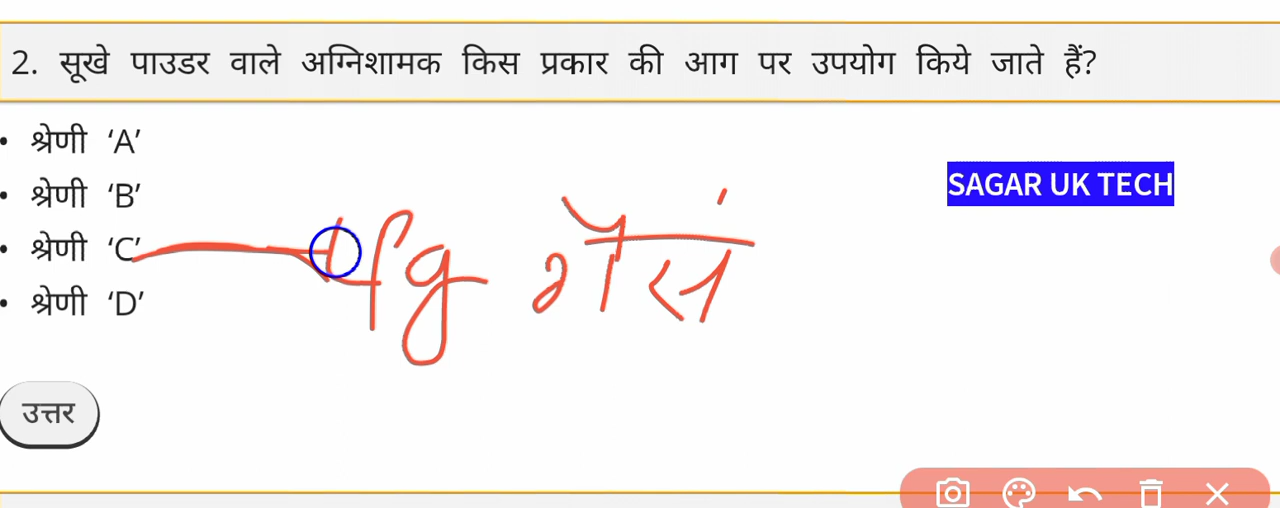 2. सूखे पाउडर वाले अग्निशामक किस प्रकार की आग पर उपयोग किये जाते हैं?
• श्रेणी ‘A’
• श्रेणी ‘B’
SAGAR UK TECH
• श्रेणी ‘C’
गैसं
• श्रेणी ‘D’
उत्तर